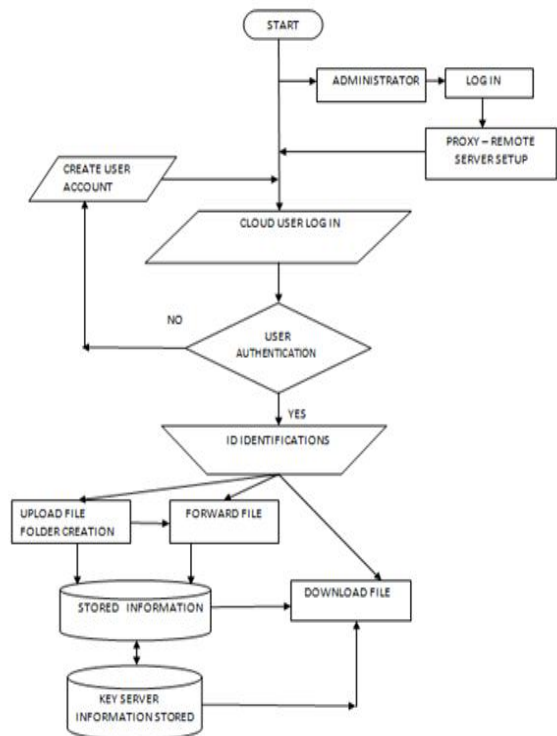 START
ADMINISTRATOR
LOG IN
PROXY – REMOTE
SERVER SETUP
CREATE USER
ACCOUNT
CLOUD USER LOG IN
NO
USER
AUTHENTICATION
YES
ID IDENTIFICATIONS
UPLOAD FILE
FOLDER CREATION
FORWARD FILE
STORED INFORMATION
DOWNLOAD FILE
KEY SERVER
INFORMATION STORED